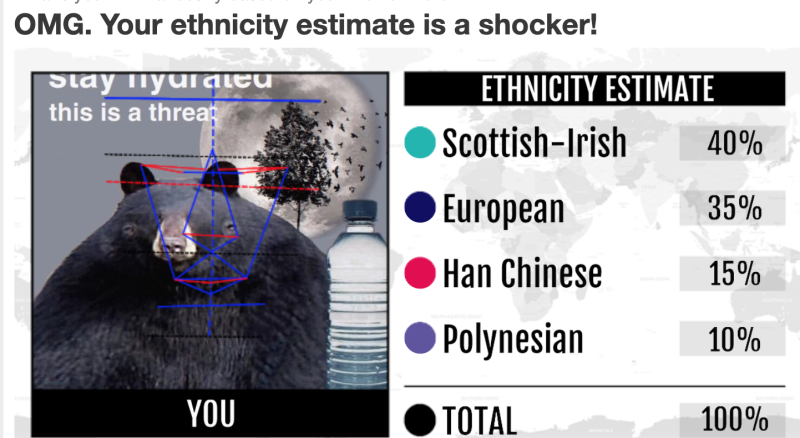 OMG. Your ethnicity estimate is a shocker!
stay hydrated
this is a threat
ETHNICITY ESTIMATE
Scottish-Irish 40%
European 35%
Han Chinese 15%
Polynesian 10%
YOU
TOTAL 100%